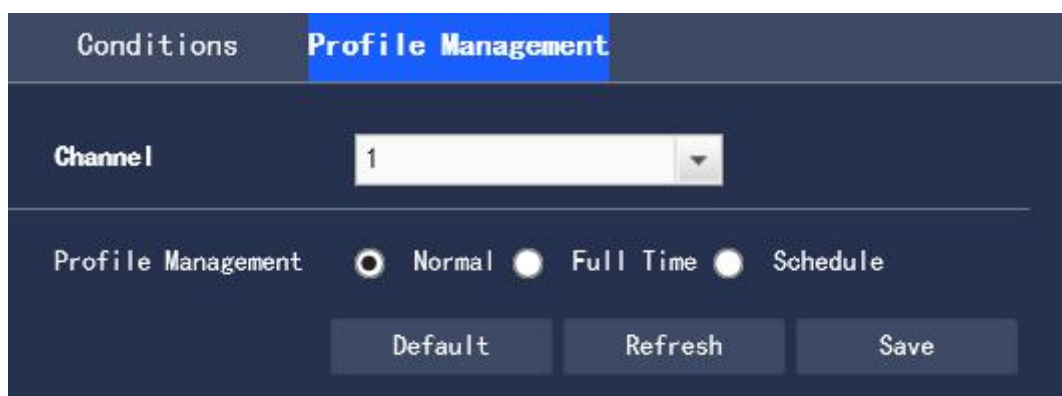 Conditions Profile Management
Channel 1
Profile Management Normal Full Time Schedule
Default Refresh Save